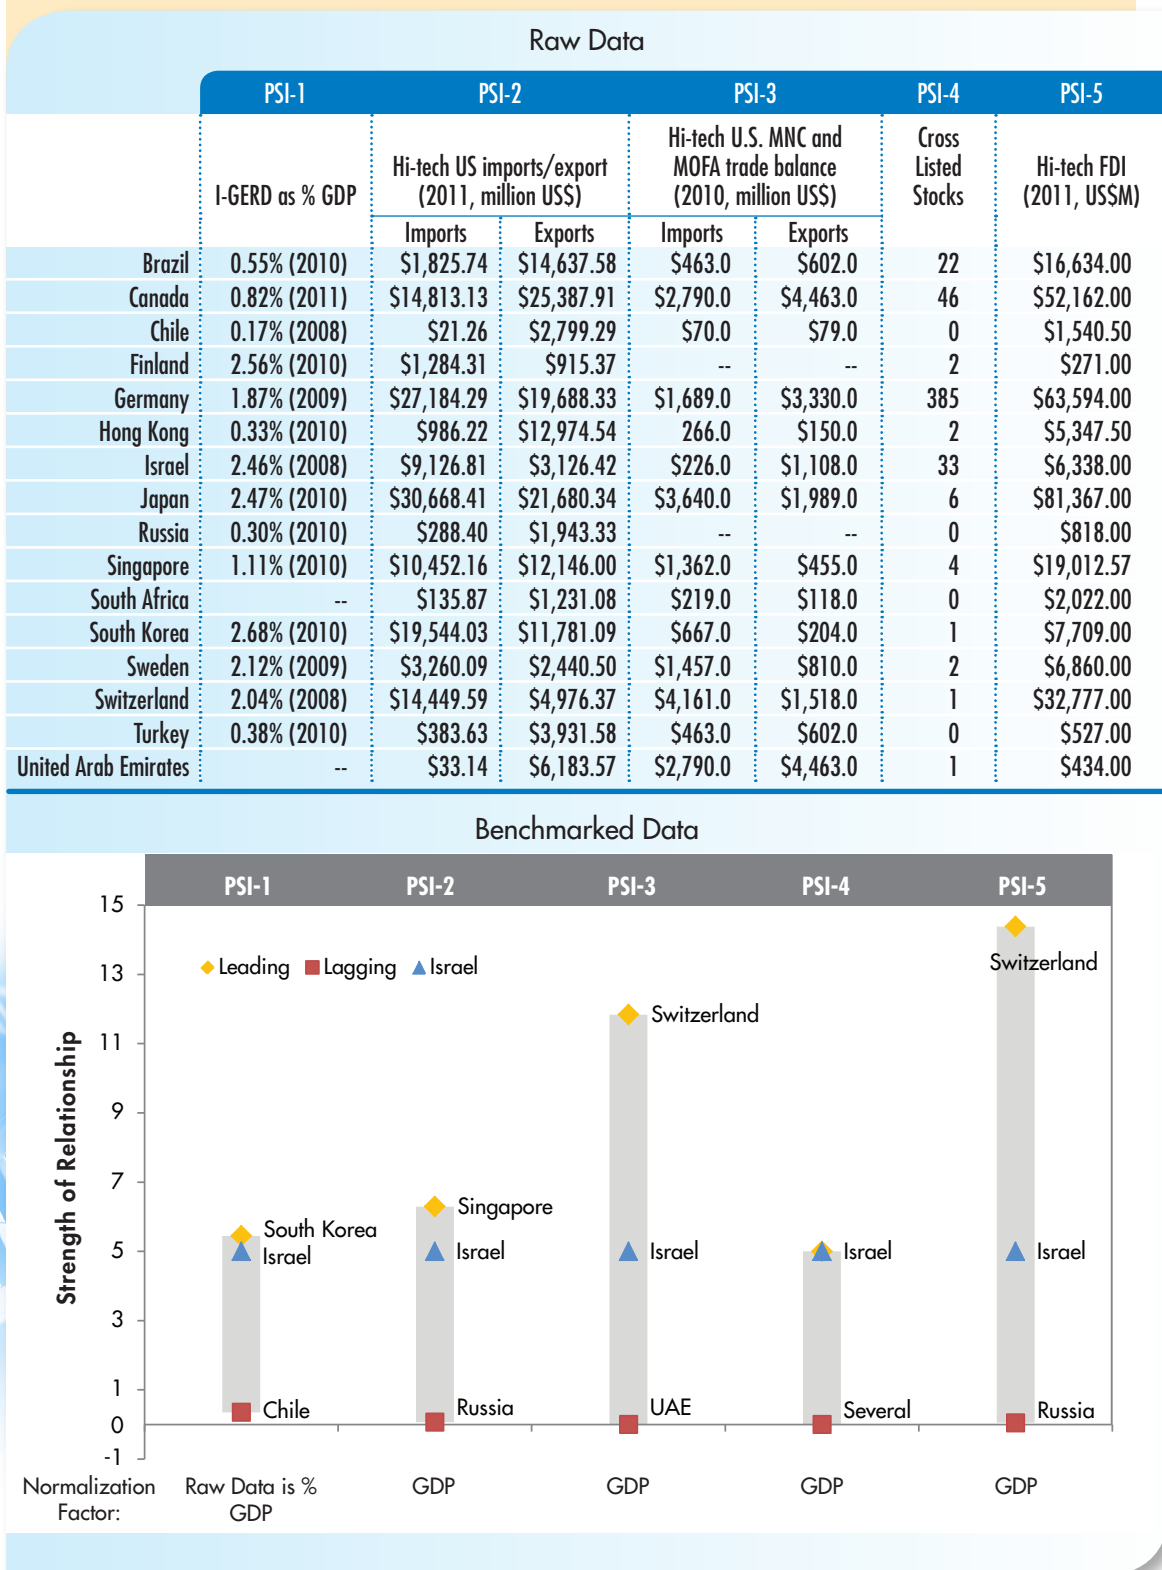 Raw Data
PSI-1 PSI-2 PSI-3 PSI-4 PSI-5
I-GERD as % GDP
Hi-tech US imports/export
(2011, million US$)
Hi-tech U.S. MNC and
MOFA trade balance
(2010, million US$)
Cross
Listed
Stocks
Hi-tech FDI
(2011, US$M)
Imports Exports Imports Exports
Brazil 0.55% (2010) $1,825.74 $14,637.58 $463.0 $602.0 22 $16,634.00
Canada 0.82% (2011) $14,813.13 $25,387.91 $2,790.0 $4,463.0 46 $52,162.00
Chile 0.17% (2008) $21.26 $2,799.29 $70.0 $79.0 0 $1,540.50
Finland 2.56% (2010) $1,284.31 $915.37 -- -- 2 $271.00
Germany 1.87% (2009) $27,184.29 $19,688.33 $1,689.0 $3,330.0 385 $63,594.00
Hong Kong 0.33% (2010) $986.22 $12,974.54 266.0 $150.0 2 $5,347.50
Israel 2.46% (2008) $9,126.81 $3,126.42 $226.0 $1,108.0 33 $6,338.00
Japan 2.47% (2010) $30,668.41 $21,680.34 $3,640.0 $1,989.0 6 $81,367.00
Russia 0.30% (2010) $288.40 $1,943.33 -- -- 0 $818.00
Singapore 1.11% (2010) $10,452.16 $12,146.00 $1,362.0 $455.0 4 $19,012.57
South Africa -- $135.87 $1,231.08 $219.0 $118.0 0 $2,022.00
South Korea 2.68% (2010) $19,544.03 $11,781.09 $667.0 $204.0 1 $7,709.00
Sweden 2.12% (2009) $3,260.09 $2,440.50 $1,457.0 $810.0 2 $6,860.00
Switzerland 2.04% (2008) $14,449.59 $4,976.37 $4,161.0 $1,518.0 1 $32,777.00
Turkey 0.38% (2010) $383.63 $3,931.58 $463.0 $602.0 0 $527.00
United Arab Emirates -- $33.14 $6,183.57 $2,790.0 $4,463.0 1 $434.00
Benchmarked Data
PSI-1 PSI-2 PSI-3 PSI-4 PSI-5
Strength of Relationship
15
13
11
9
7
5
3
1
0
-1
Leading Lagging Israel
South Korea
Israel
Chile
Singapore
Israel
Russia
Switzerland
Israel
UAE
Israel
Several
Switzerland
Israel
Russia
Normalization
Factor:
Raw Data is %
GDP
GDP
GDP
GDP
GDP